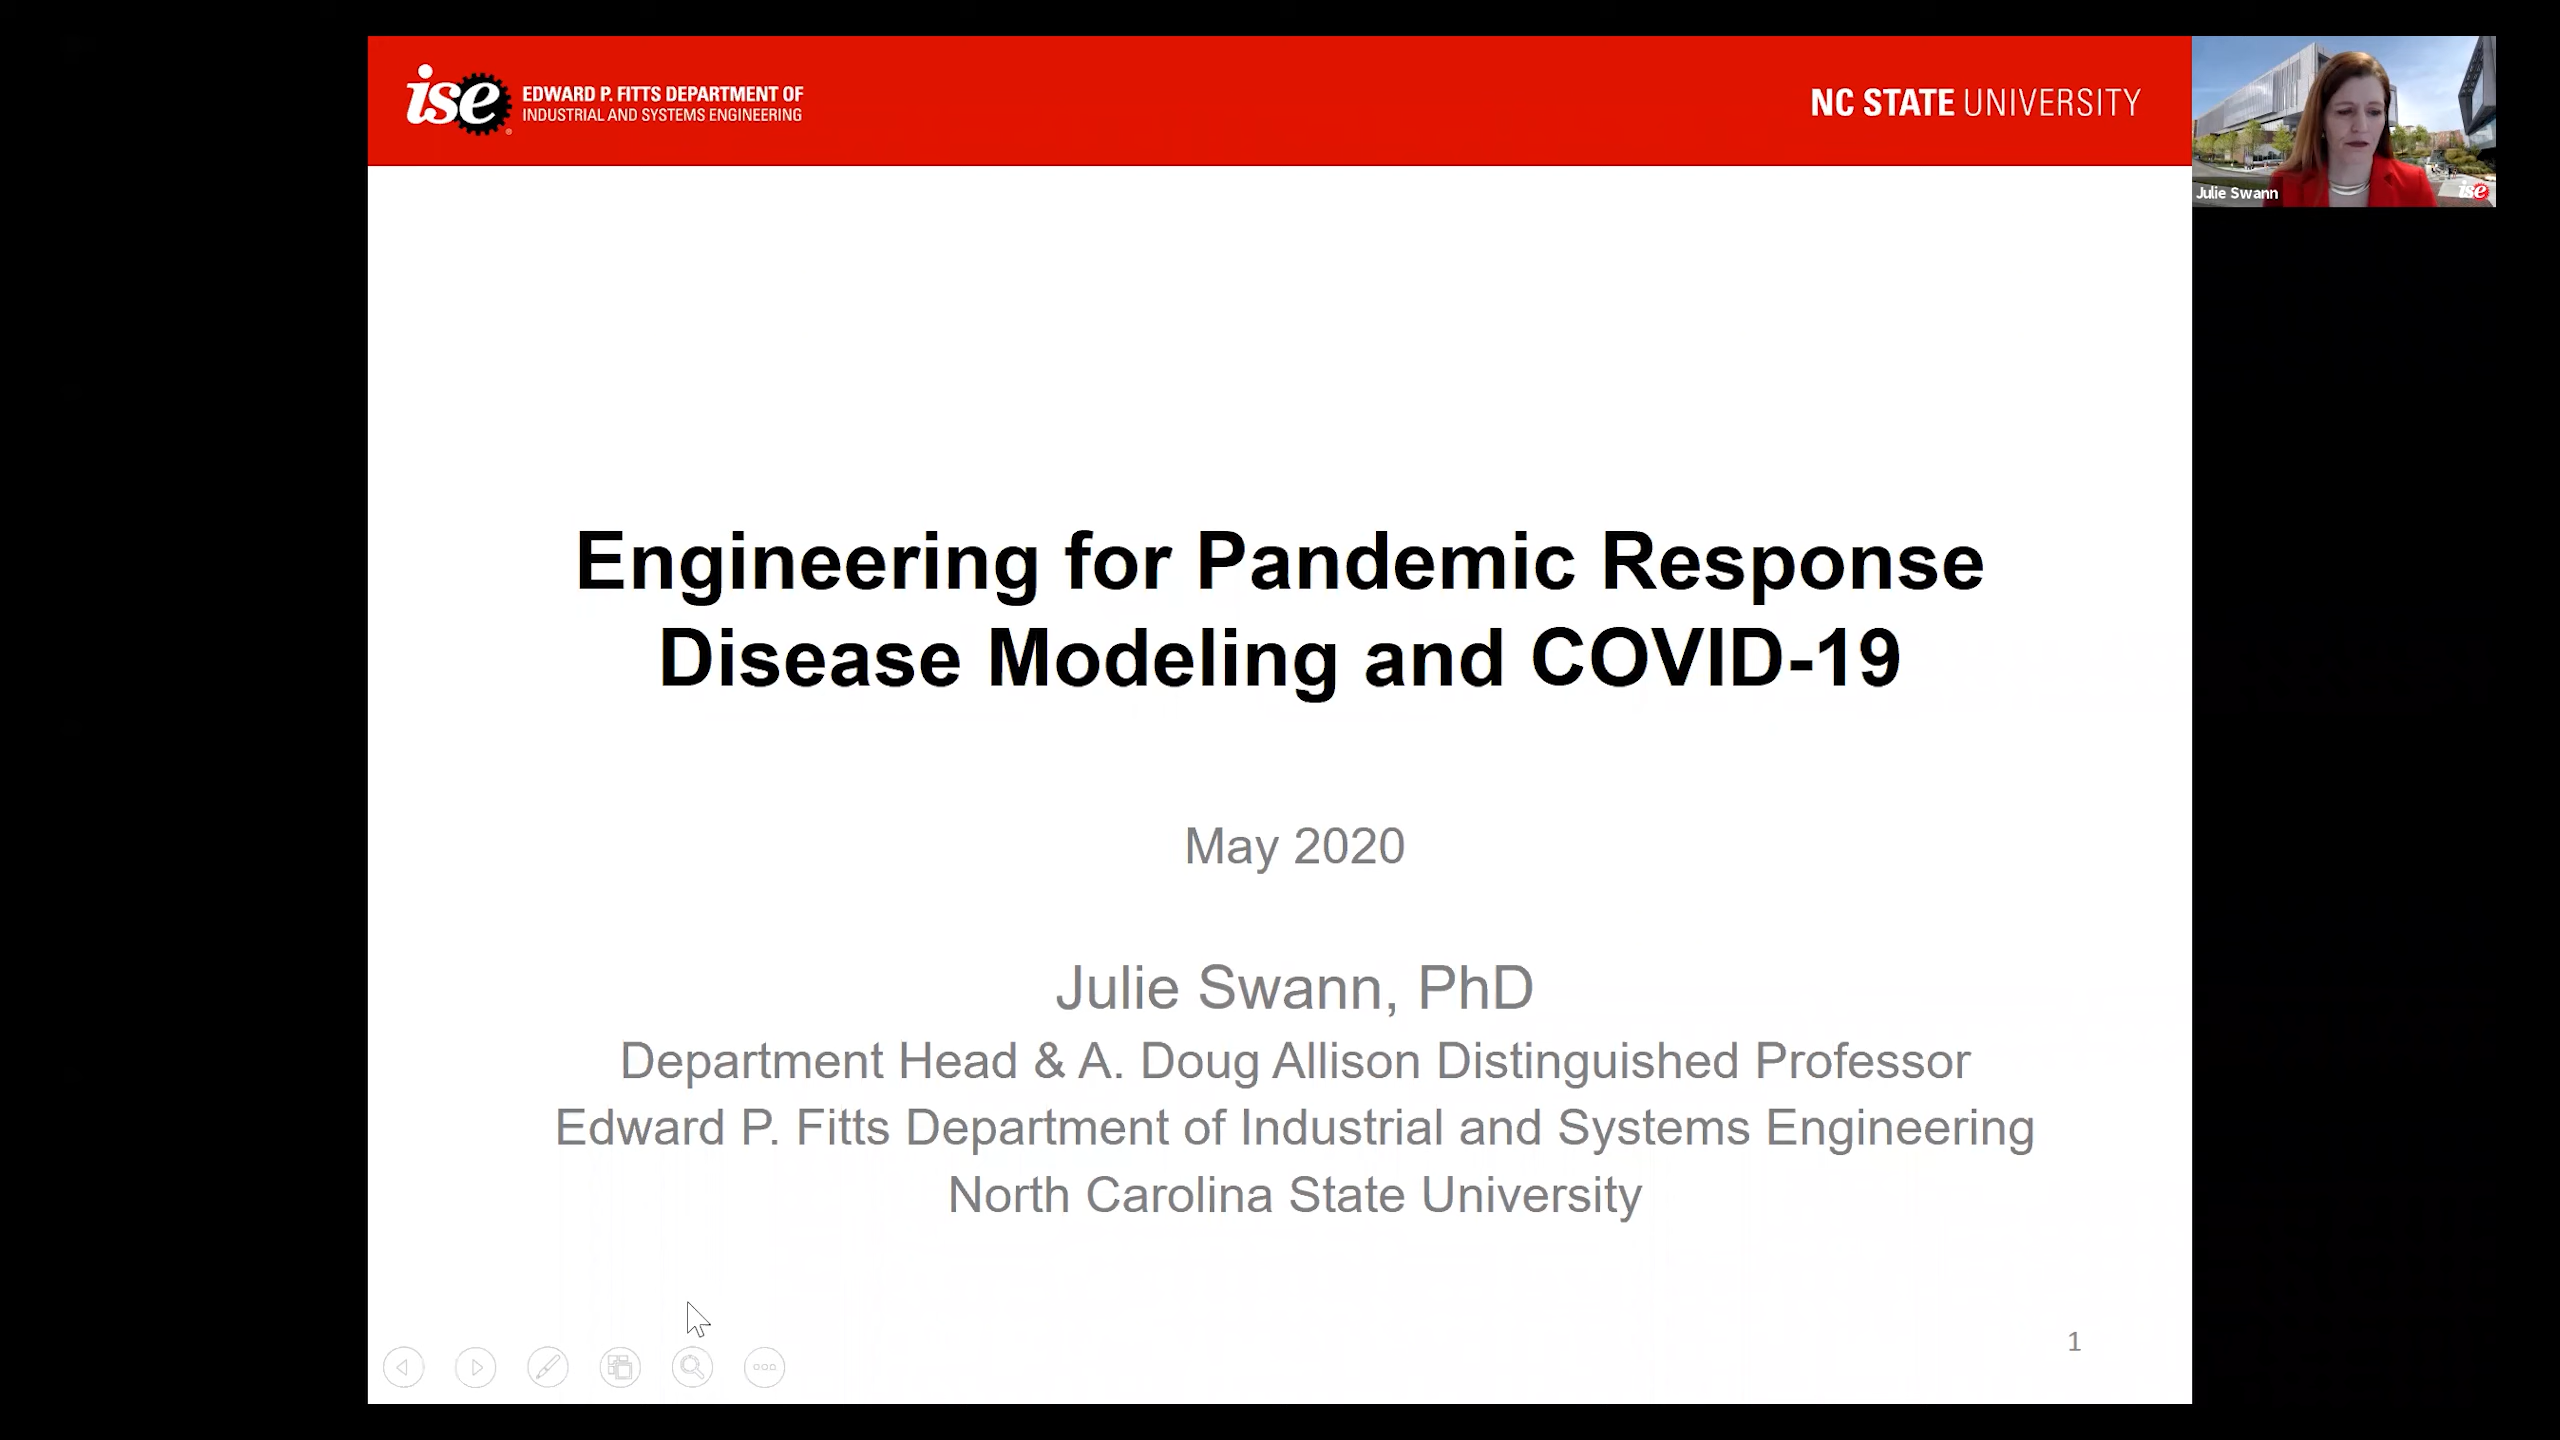 ise EDWARD P. FITTS DEPARTMENT OF
INDUSTRIAL AND SYSTEMS ENGINEERING
NC STATE UNIVERSITY
Julie Swann
ise
Engineering for Pandemic Response
Disease Modeling and COVID-19
May 2020
Julie Swann, PhD
Department Head & A. Doug Allison Distinguished Professor
Edward P. Fitts Department of Industrial and Systems Engineering
North Carolina State University
1